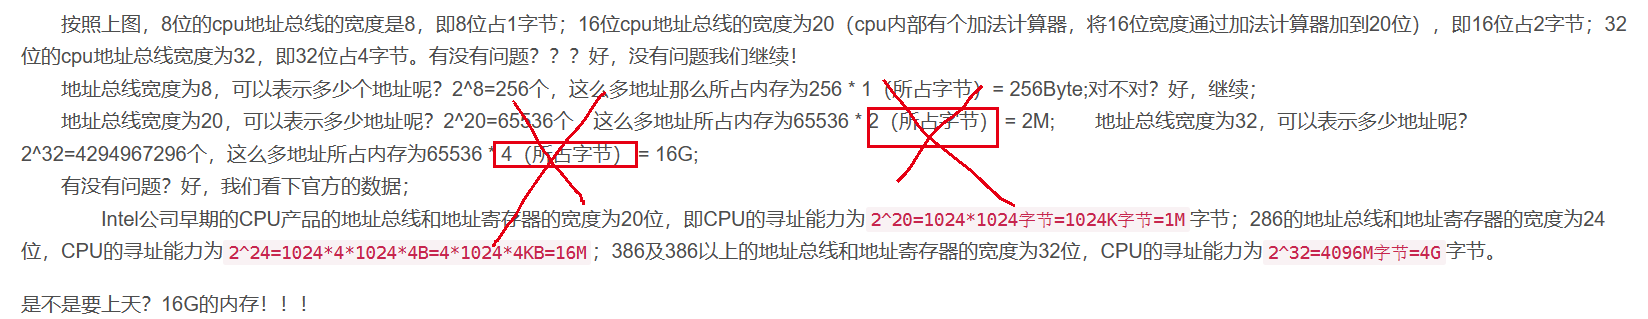 按照上图，8位的cpu地址总线的宽度是8，即8位占1字节；16位cpu地址总线的宽度为20（cpu内部有个加法计算器，将16位宽度通过加法计算器加到20位），即16位占2字节；32
位的cpu地址总线宽度为32，即32位占4字节。有没有问题？？？好，没有问题我们继续！
地址总线宽度为8，可以表示多少个地址呢？2^8=256个，这么多地址那么所占内存为256 * 1（所占字节）= 256Byte;对不对？好，继续；
地址总线宽度为20，可以表示多少地址呢？2^20=65536个，这么多地址所占内存为65536 * 2（所占字节） = 2M; 地址总线宽度为32，可以表示多少地址呢？
2^32=4294967296个，这么多地址所占内存为65536 * 4（所占字节） = 16G;
有没有问题？好，我们看下官方的数据；
Intel公司早期的CPU产品的地址总线和地址寄存器的宽度为20位，即CPU的寻址能力为 2^20=1024*1024字节=1024K字节=1M 字节；286的地址总线和地址寄存器的宽度为24
位，CPU的寻址能力为 2^24=1024*4*1024*4B=4*1024*4KB=16M ；386及386以上的地址总线和地址寄存器的宽度为32位，CPU的寻址能力为 2^32=4096M字节=4G 字节。
是不是要上天？16G的内存！！！